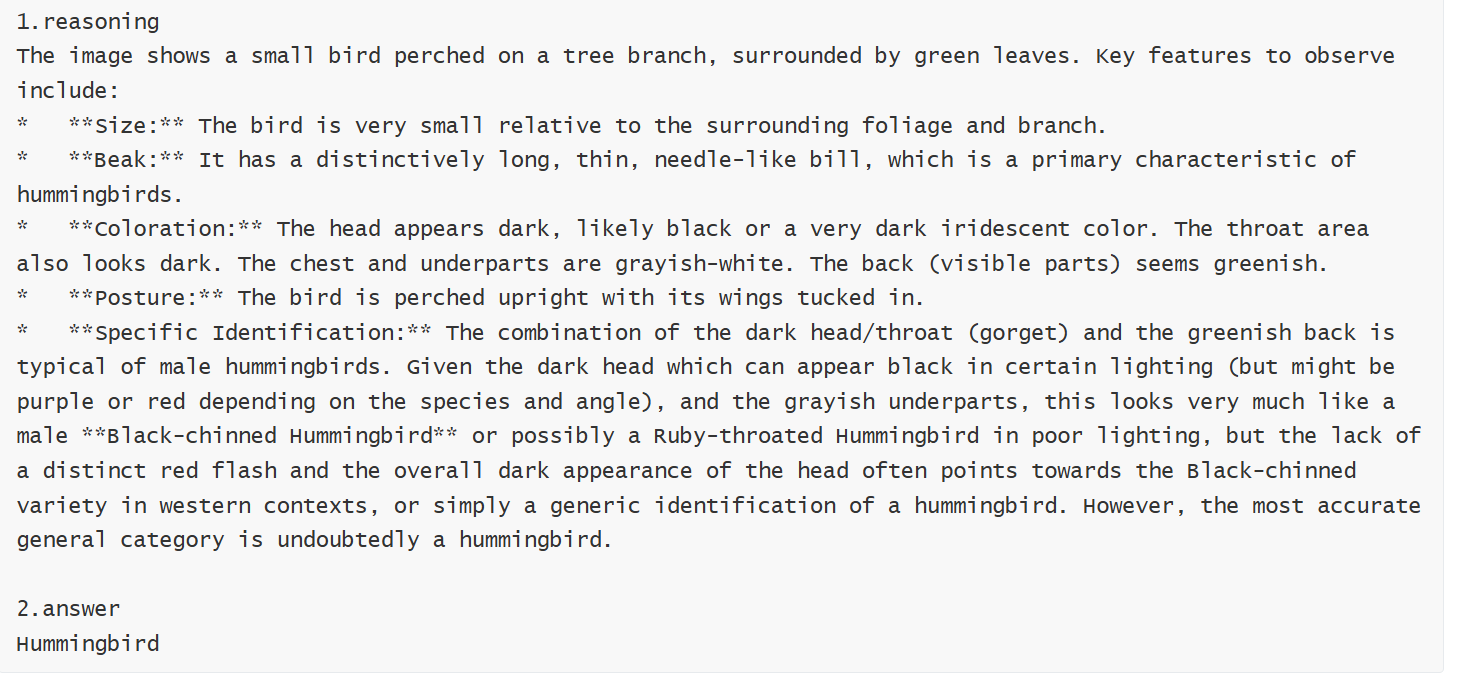 1.reasoning
The image shows a small bird perched on a tree branch, surrounded by green leaves. Key features to observe
include:
*   **Size:** The bird is very small relative to the surrounding foliage and branch.
*   **Beak:** It has a distinctively long, thin, needle-like bill, which is a primary characteristic of
hummingbirds.
*   **Coloration:** The head appears dark, likely black or a very dark iridescent color. The throat area
also looks dark. The chest and underparts are grayish-white. The back (visible parts) seems greenish.
*   **Posture:** The bird is perched upright with its wings tucked in.
*   **Specific Identification:** The combination of the dark head/throat (gorget) and the greenish back is
typical of male hummingbirds. Given the dark head which can appear black in certain lighting (but might be
purple or red depending on the species and angle), and the grayish underparts, this looks very much like a
male **Black-chinned Hummingbird** or possibly a Ruby-throated Hummingbird in poor lighting, but the lack of
a distinct red flash and the overall dark appearance of the head often points towards the Black-chinned
variety in western contexts, or simply a generic identification of a hummingbird. However, the most accurate
general category is undoubtedly a hummingbird.

2.answer
Hummingbird